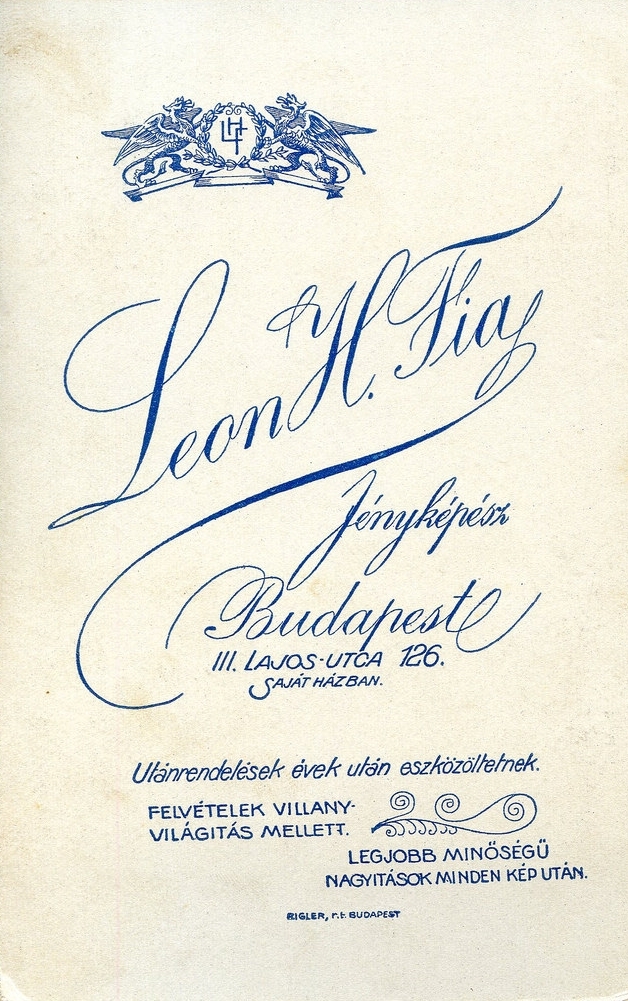 LHF
Leon H. Fia
fényképész
Budapest
III. LAJOS-UTCA 126.
SAJÁT HÁZBAN.
Utánrendelések évek után eszközöltetnek.
FELVÉTELEK VILLANY-
VILÁGITÁS MELLETT.
LEGJOBB MINŐSÉGŰ
NAGYITÁSOK MINDEN KÉP UTÁN.
RIGLER, r.t. BUDAPEST